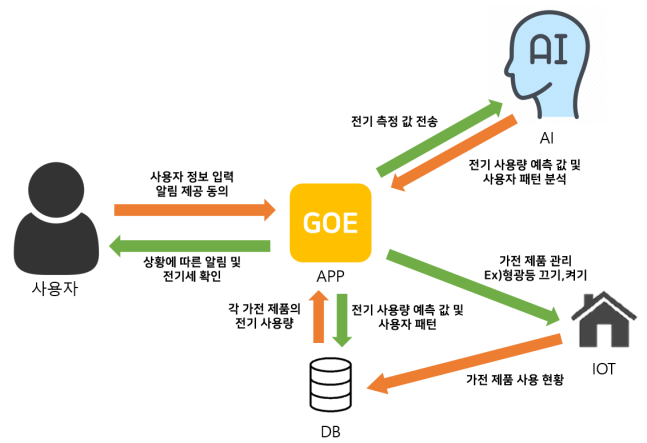 AI
전기 측정 값 전송
AI
전기 사용량 예측 값 및
사용자 패턴 분석
사용자 정보 입력
알림 제공 동의
GOE
APP
상황에 따른 알림 및
전기세 확인
사용자
가전 제품 관리
Ex)형광등 끄기,켜기
각 가전 제품의
전기 사용량
전기 사용량 예측 값 및
사용자 패턴
IOT
가전 제품 사용 현황
DB